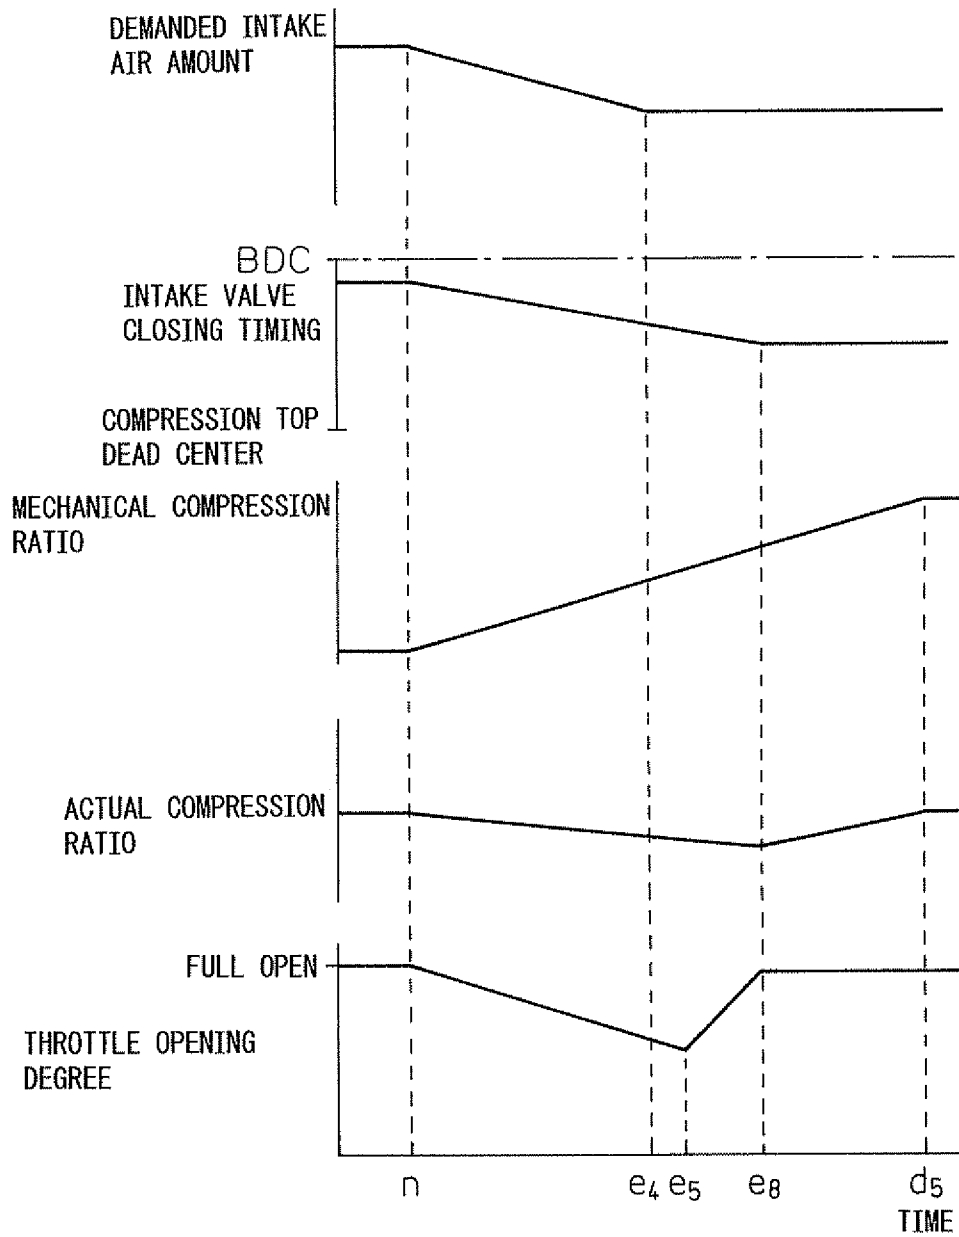 DEMANDED INTAKE
AIR AMOUNT
BDC
INTAKE VALVE
CLOSING TIMING
COMPRESSION TOP
DEAD CENTER
MECHANICAL COMPRESSION
RATIO
ACTUAL COMPRESSION
RATIO
FULL OPEN
THROTTLE OPENING
DEGREE
n e₄ e₅ e₈ d₅
TIME